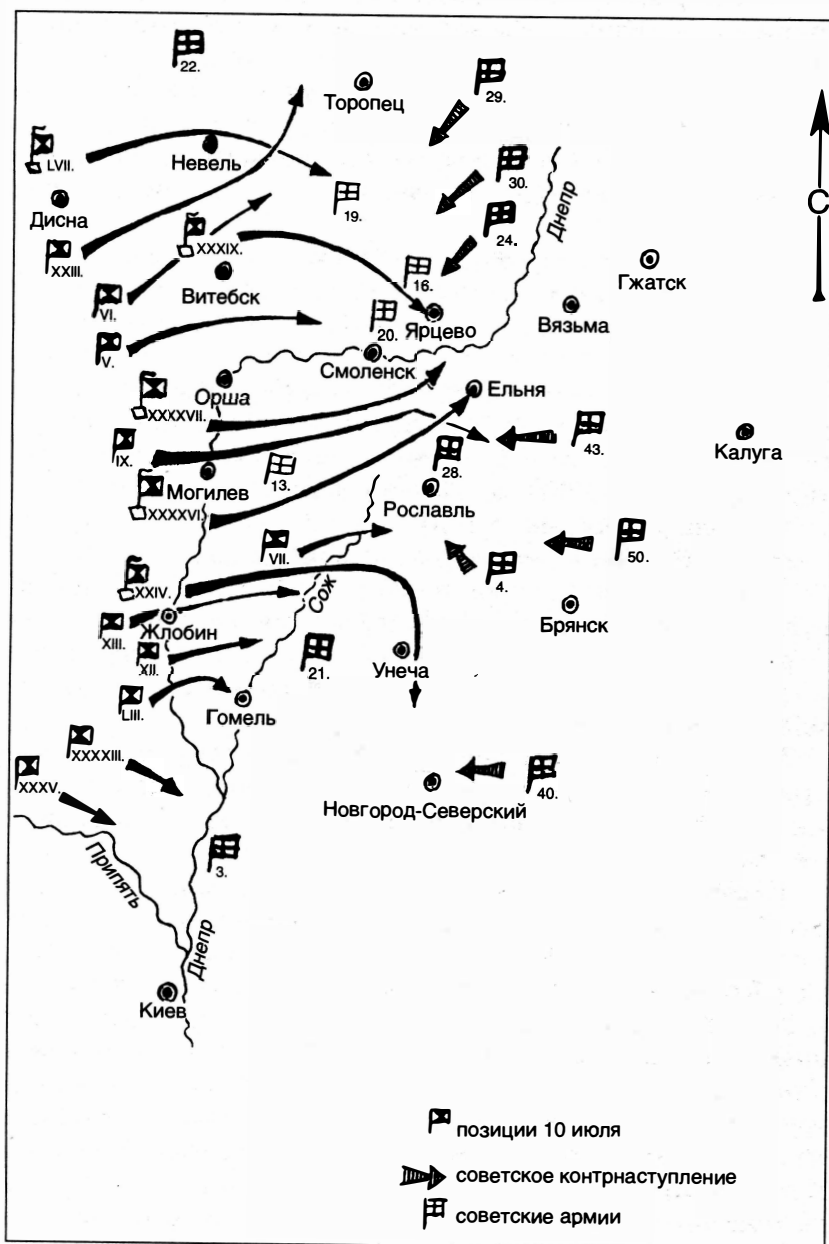 22.
Торопец
29.
LVII.
Невель
30.
Дисна
19.
24.
Днепр
XXIII.
XXXIX.
С
VI.
Витебск
16.
Гжатск
V.
20.
Ярцево
Вязьма
Смоленск
Орша
Ельня
XXXXVII.
IX.
43.
Калуга
Могилев
13.
28.
XXXXVI.
Рославль
VII.
50.
XXIV.
Сож
4.
XIII.
Жлобин
Брянск
XII.
21.
Унеча
LIII.
Гомель
XXXXIII.
XXXV.
40.
Новгород-Северский
Припять
3.
Днепр
Киев
позиции 10 июля
советское контрнаступление
советские армии